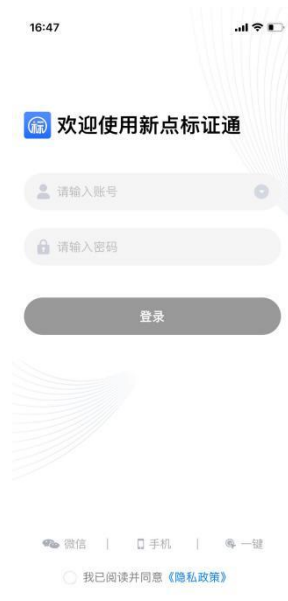 16:47
标 欢迎使用新点标证通
请输入账号
请输入密码
登录
微信 | 手机 | 一键
我已阅读并同意《隐私政策》